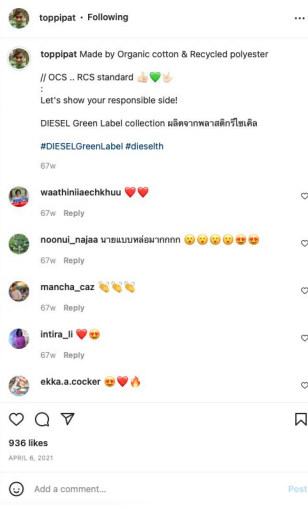 toppipat • Following
toppipat Made by Organic cotton & Recycled polyester
// OCS .. RCS standard 👍🏻💚🤟🏻
:
Let's show your responsible side!
DIESEL Green Label collection ผลิตจากพลาสติกรีไซเคิล
#DIESELGreenLabel #dieselth
67w
waathiniiaechkhuu ❤️❤️
67w Reply
noonui_najaa นายแบบหล่อมากกกก 😮😮😮😮😍😍
67w Reply
mancha_caz 👏👏👏
67w Reply
intira_li ❤️😍
67w Reply
ekka.a.cocker 😍❤️🔥
936 likes
APRIL 6, 2021
Add a comment...
Post